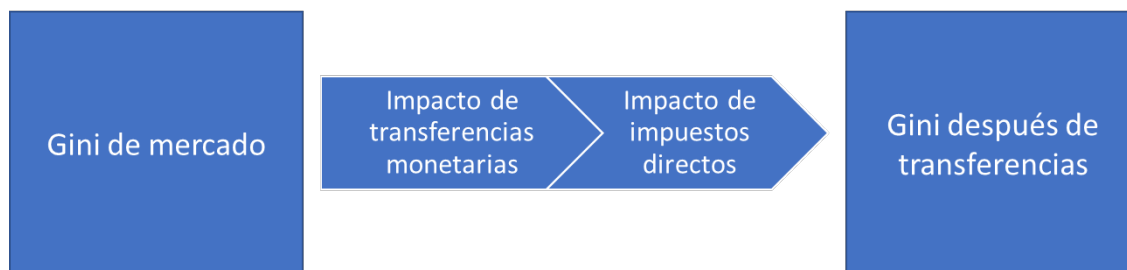 Gini de mercado
Impacto de
transferencias
monetarias
Impacto de
impuestos
directos
Gini después de
transferencias